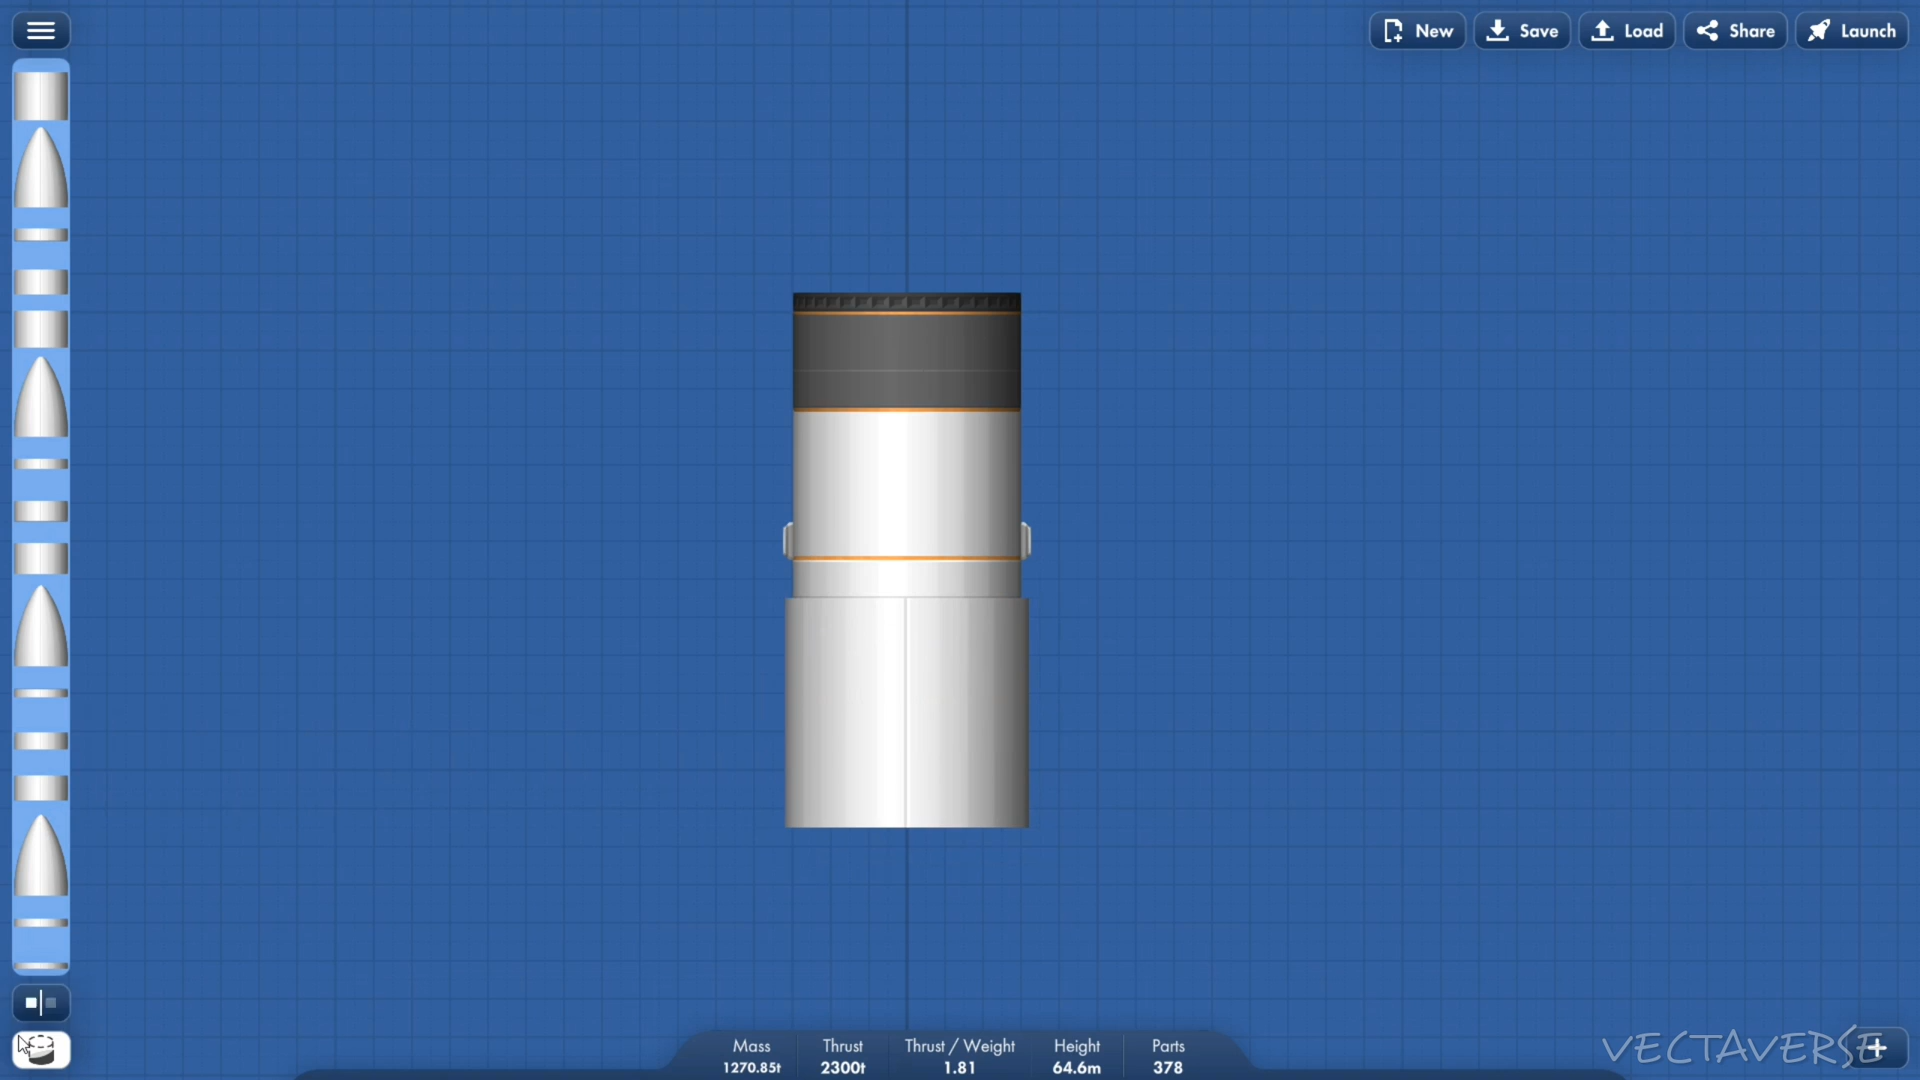 New Save Load Share Launch
Mass Thrust Thrust / Weight Height Parts
1270.85t 2300t 1.81 64.6m 378
VECTAVERSE